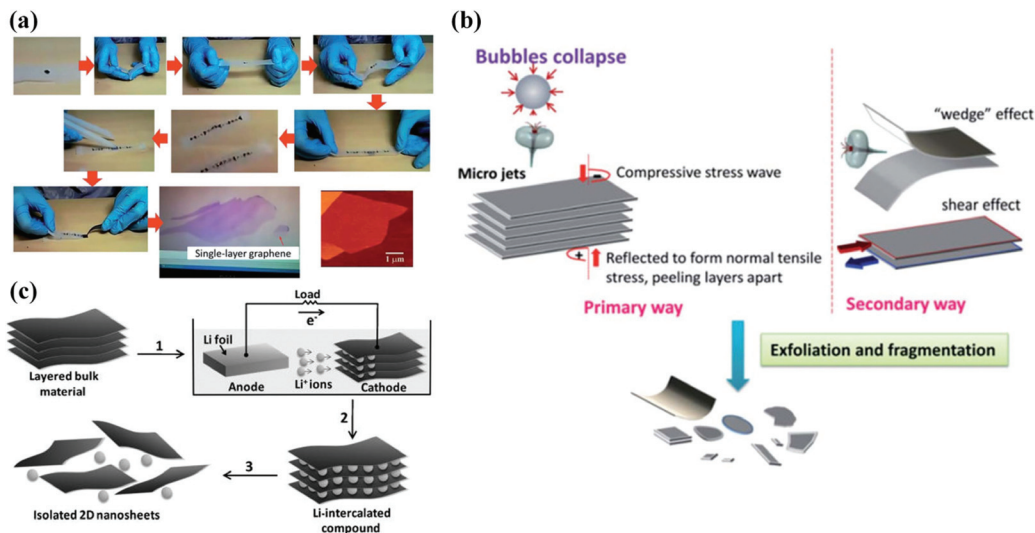 (a)
Single-layer graphene
1 µm
(b)
Bubbles collapse
Micro jets
Compressive stress wave
Reflected to form normal tensile
stress, peeling layers apart
Primary way
"wedge" effect
shear effect
Secondary way
Exfoliation and fragmentation
(c)
Layered bulk
material
1
Load
e-
Li foil
Anode
Li+ ions
Cathode
2
Li-intercalated
compound
3
Isolated 2D nanosheets